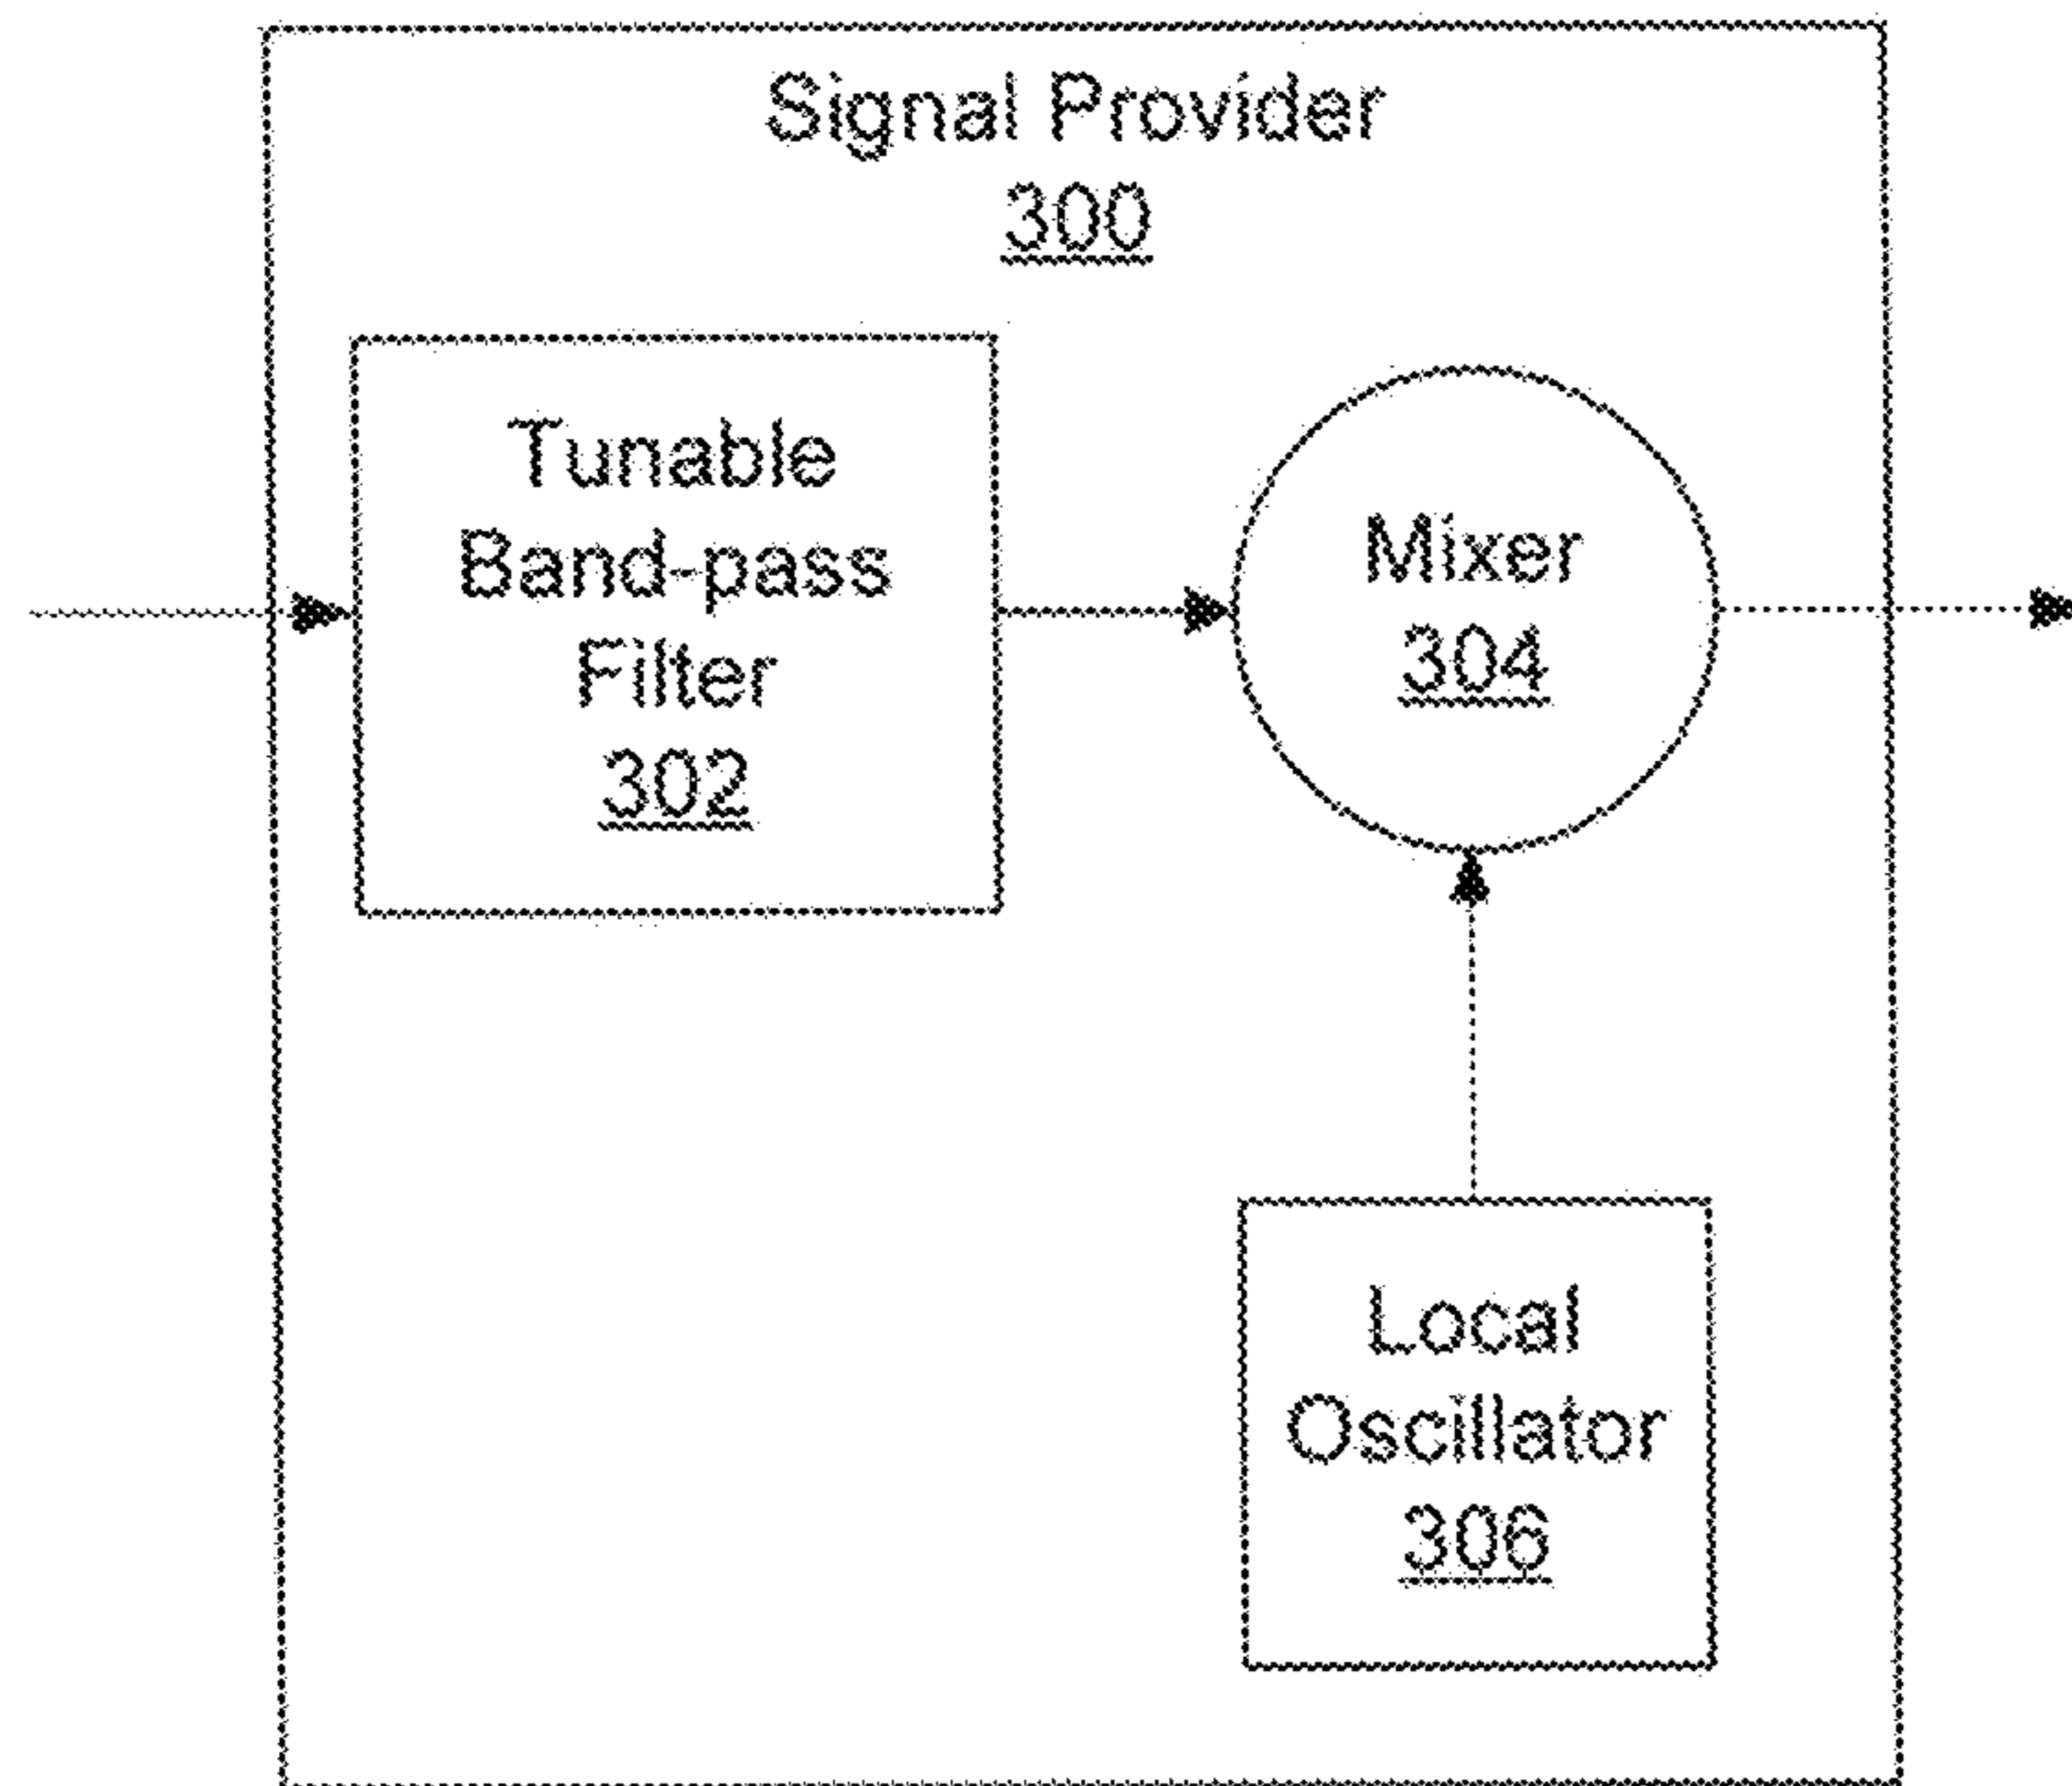 Signal Provider
300
Tunable
Band-pass
Filter
302
Mixer
304
Local
Oscillator
306